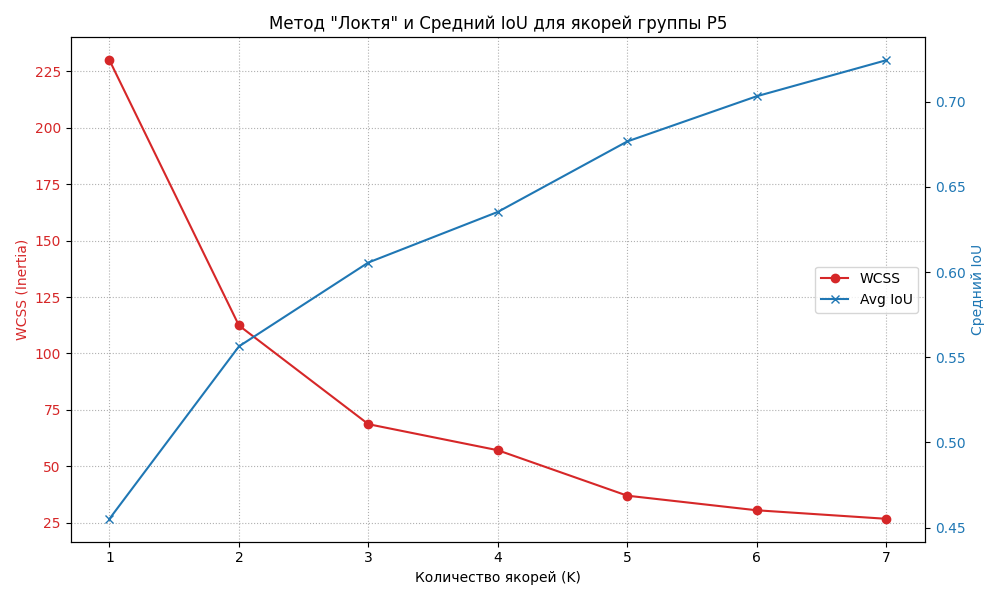 Метод "Локтя" и Средний IoU для якорей группы P5
WCSS (Inertia)
225
200
175
150
125
100
75
50
25
1 2 3 4 5 6 7
Количество якорей (K)
0.70
0.65
0.60
0.55
0.50
0.45
Средний IoU
WCSS
Avg IoU